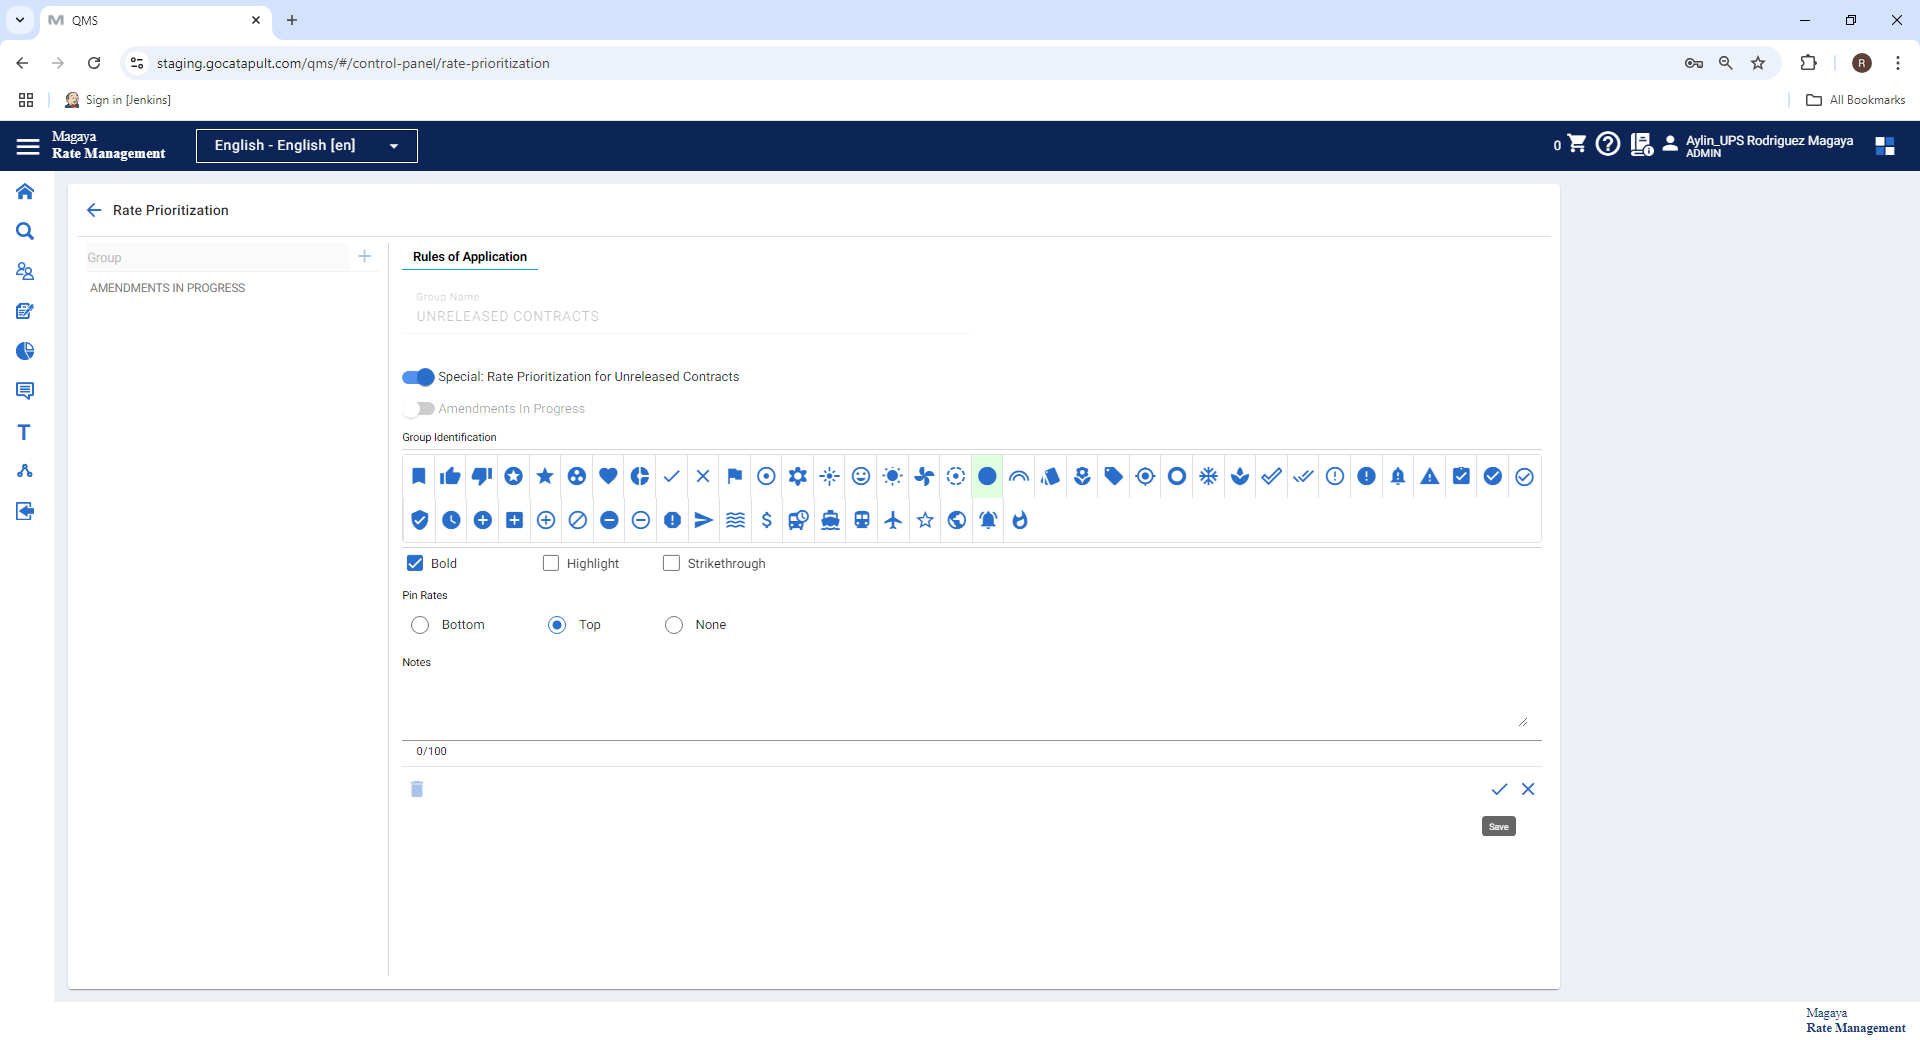 QMS
staging.gocatapult.com/qms/#/control-panel/rate-prioritization
R
Sign in [Jenkins]
All Bookmarks
Magaya
Rate Management
English - English [en]
0
Aylin_UPS Rodriguez Magaya
ADMIN
Rate Prioritization
Group
AMENDMENTS IN PROGRESS
Rules of Application
Group Name
UNRELEASED CONTRACTS
Special: Rate Prioritization for Unreleased Contracts
Amendments In Progress
Group Identification
Bold
Highlight
Strikethrough
Pin Rates
Bottom
Top
None
Notes
0/100
Save
Magaya
Rate Management